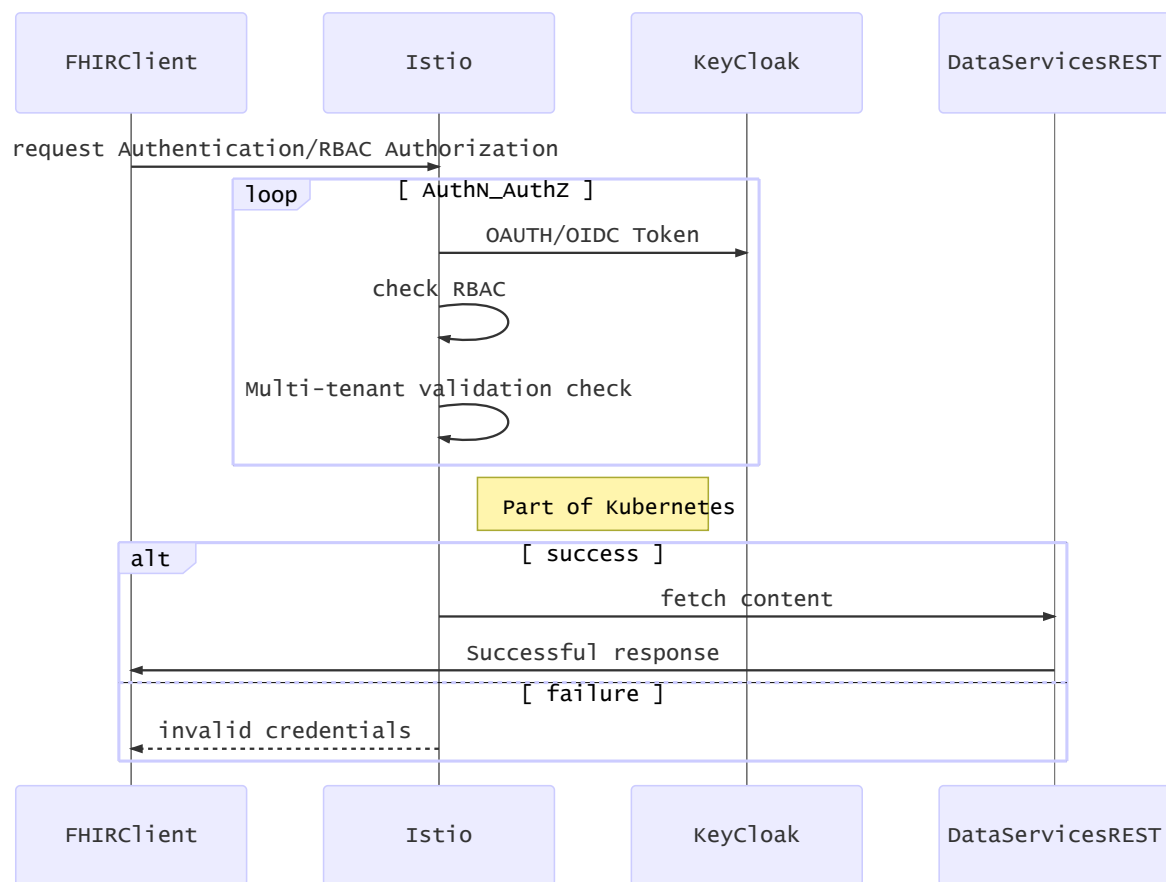 FHIRClient
Istio
KeyCloak
DataServicesREST
request Authentication/RBAC Authorization
loop
[ AuthN_AuthZ ]
OAUTH/OIDC Token
check RBAC
Multi-tenant validation check
Part of Kubernetes
alt
[ success ]
fetch content
Successful response
[ failure ]
invalid credentials
FHIRClient
Istio
KeyCloak
DataServicesREST